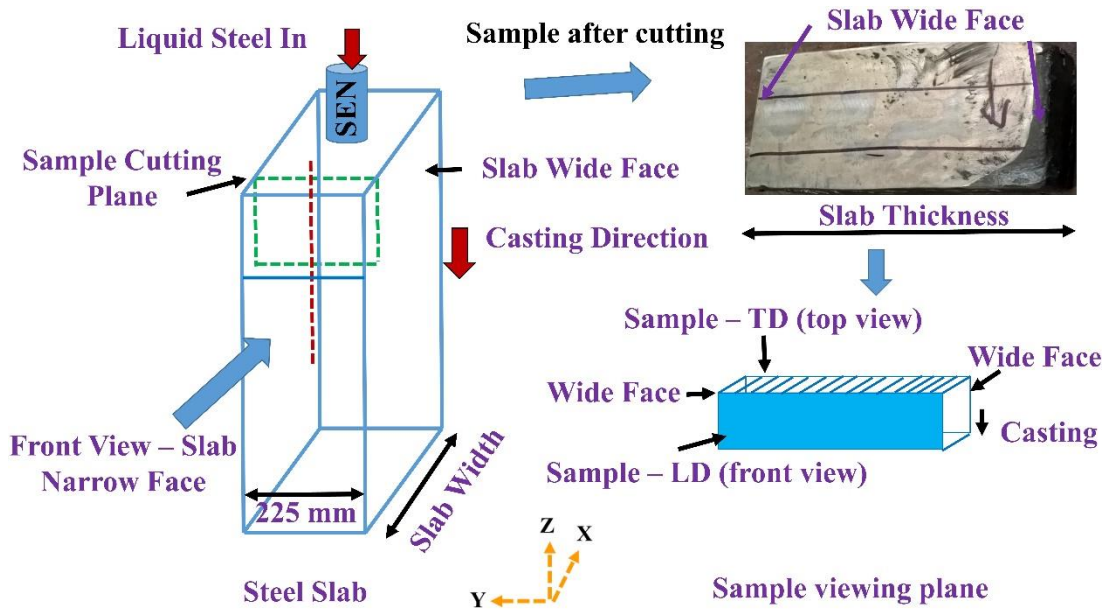 Liquid Steel In
SEN
Sample after cutting
Slab Wide Face
Sample Cutting
Plane
Slab Wide Face
Casting Direction
Slab Thickness
Sample – TD (top view)
Wide Face
Wide Face
Casting
Sample – LD (front view)
Front View – Slab
Narrow Face
225 mm
Slab Width
Z
X
Y
Steel Slab
Sample viewing plane